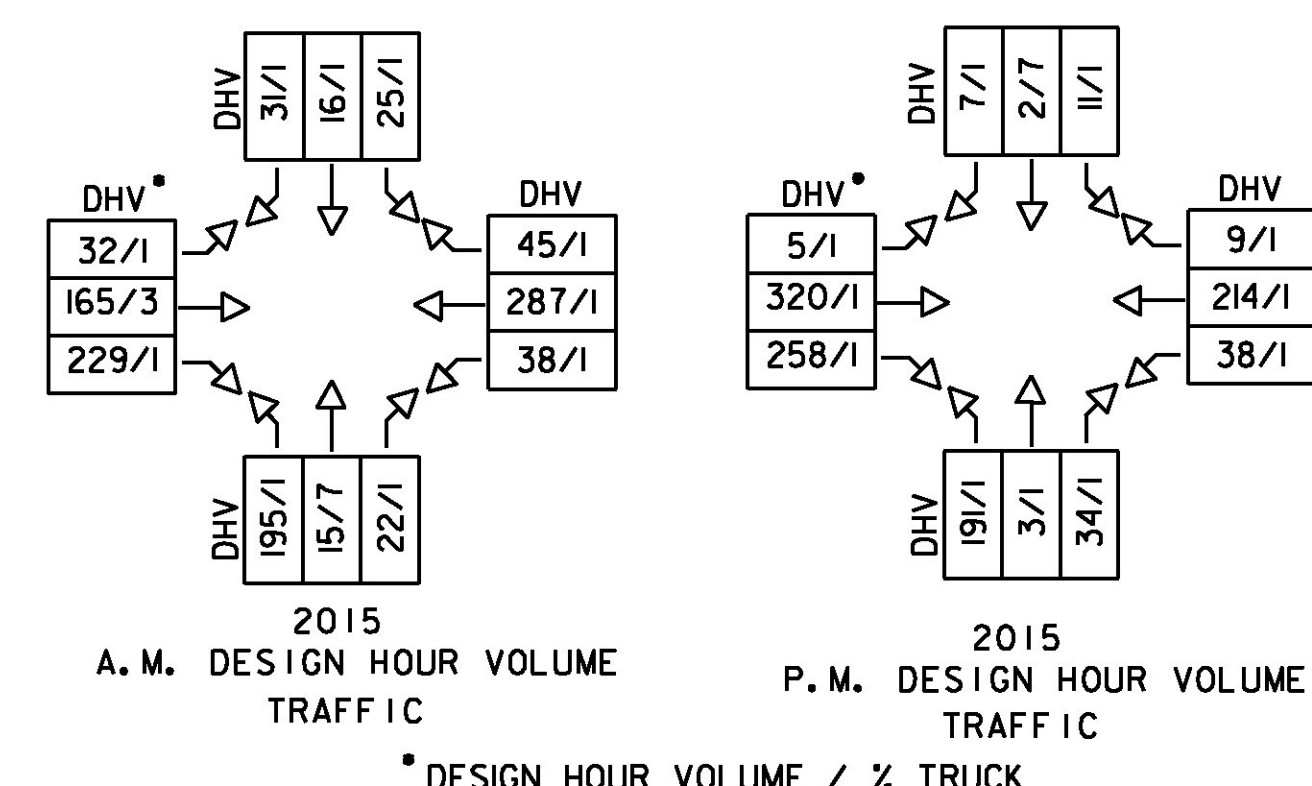 DHV
31/1
16/1
25/1
DHV*
32/1
165/3
229/1
DHV
45/1
287/1
38/1
DHV
195/1
15/7
22/1
2015
A.M. DESIGN HOUR VOLUME
TRAFFIC
DHV
7/1
2/7
11/1
DHV*
5/1
320/1
258/1
DHV
9/1
214/1
38/1
DHV
191/1
3/1
34/1
2015
P.M. DESIGN HOUR VOLUME
TRAFFIC
* DESIGN HOUR VOLUME / % TRUCK